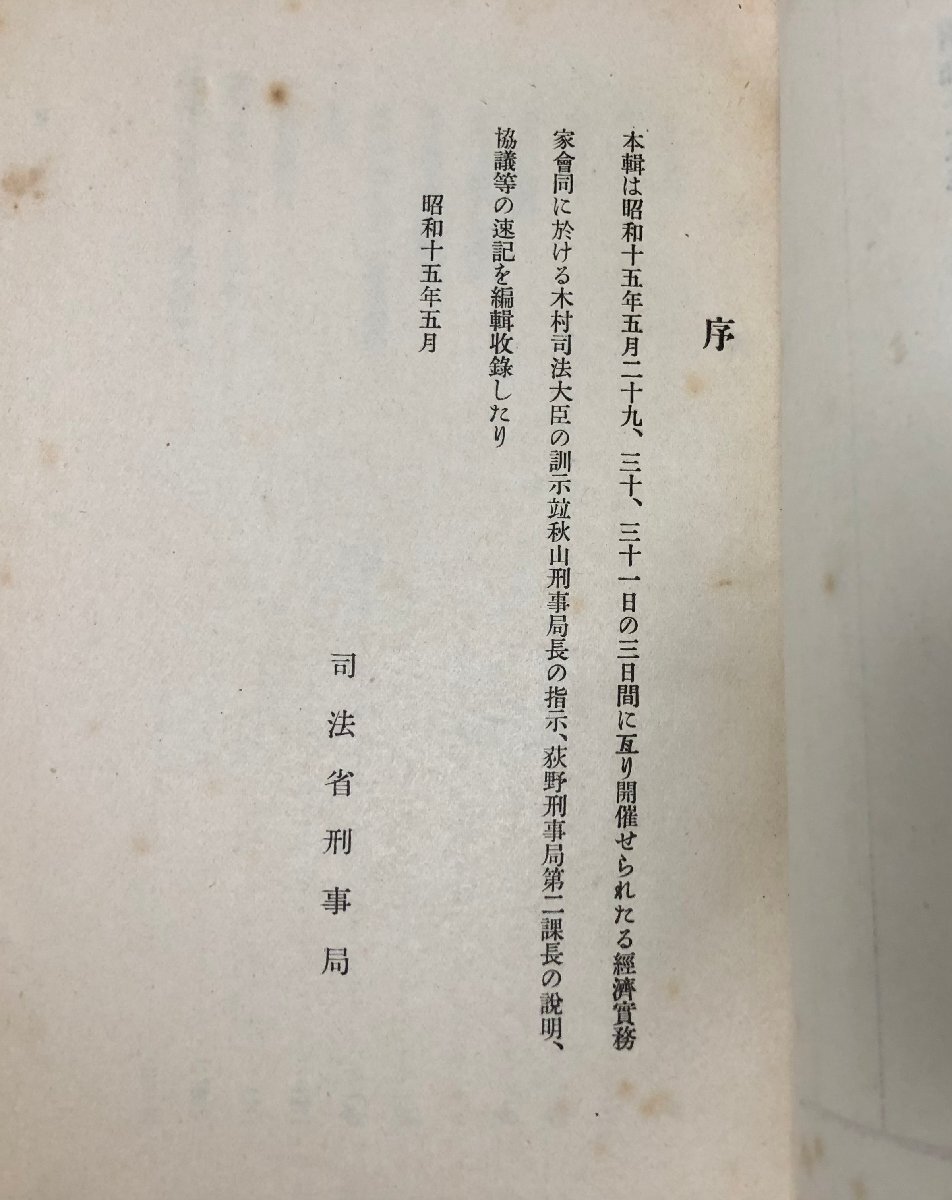 序
本輯は昭和十五年五月二十九、三十、三十一日の三日間に亙り開催せられたる經濟實務
家會同に於ける木村司法大臣の訓示竝秋山刑事局長の指示、荻野刑事局第二課長の說明、
協議等の速記を編輯收錄したり
昭和十五年五月
司法省刑事局